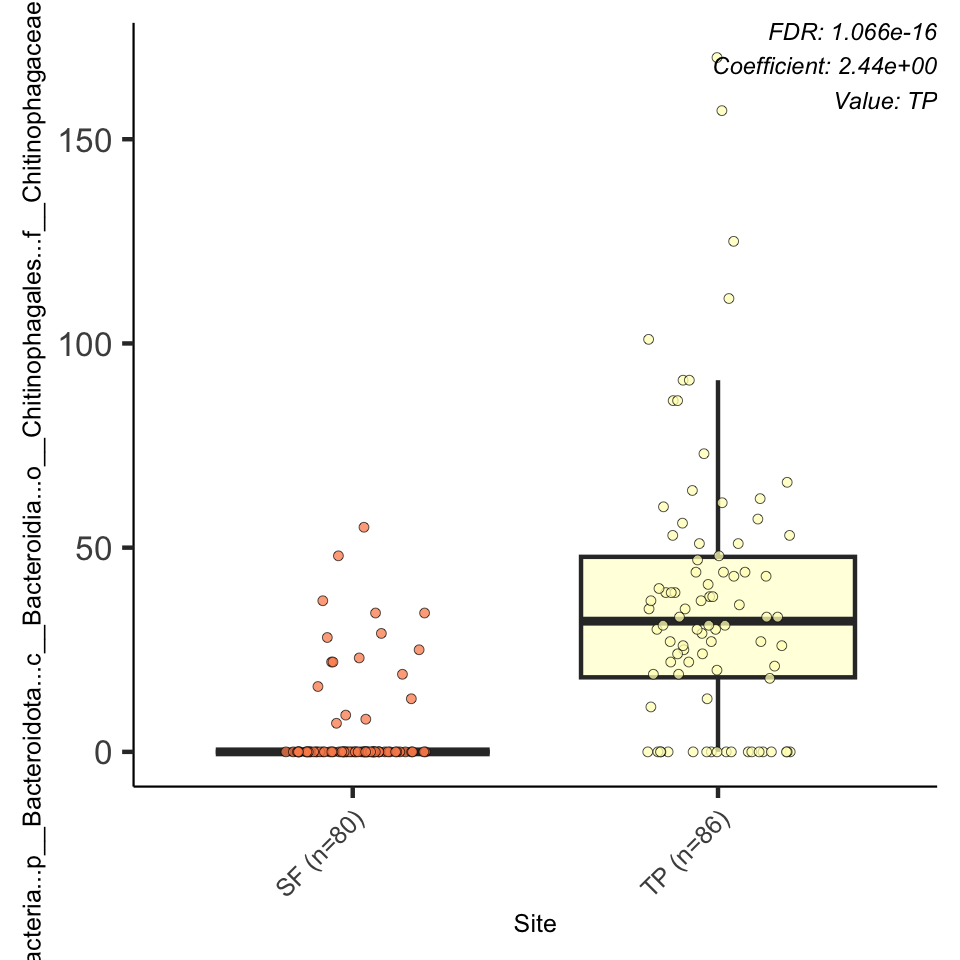 FDR: 1.066e-16
Coefficient: 2.44e+00
Value: TP
acteria...p__Bacteroidota...c__Bacteroidia...o__Chitinophagales...f__Chitinophagaceae
150
100
50
0
SF (n=80)
TP (n=86)
Site